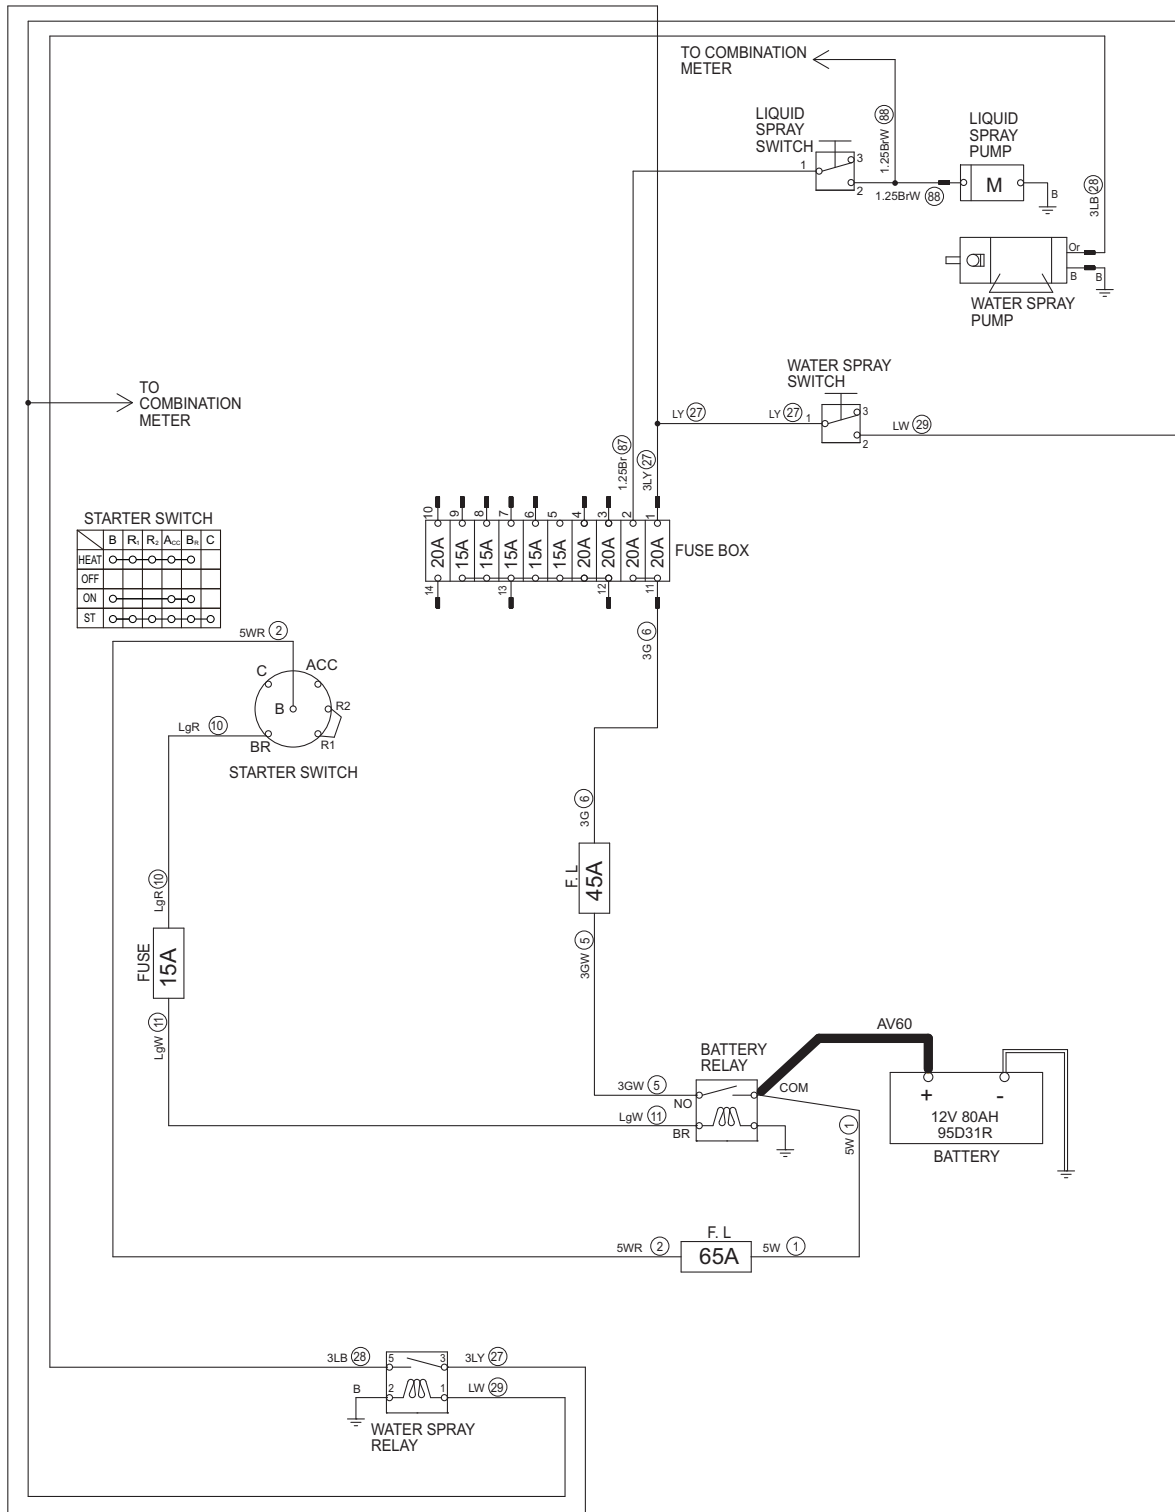 TO COMBINATION
METER
LIQUID
SPRAY
SWITCH
1
3
2
1.25BrW 88
1.25BrW 88
LIQUID
SPRAY
PUMP
M
B
3LB 28
Or
B
B
WATER SPRAY
PUMP
TO
COMBINATION
METER
WATER SPRAY
SWITCH
LY 27
LY 27
1
3
2
LW 29
1.25Br 87
3LY 27
10 9 8 7 6 5 4 3 2 1
20A 15A 15A 15A 15A 15A 20A 20A 20A 20A
14 13 12 11
FUSE BOX
STARTER SWITCH
B R1 R2 Acc BR C
HEAT
OFF
ON
ST
5WR 2
C
ACC
B
R2
R1
BR
LgR 10
STARTER SWITCH
3G 6
3G 6
F. L
45A
3GW 5
LgR 10
FUSE
15A
LgW 11
AV60
BATTERY
RELAY
3GW 5
NO
COM
LgW 11
BR
5W 1
+ -
12V 80AH
95D31R
BATTERY
F. L
5WR 2
65A
5W 1
3LB 28
5
3
3LY 27
B
2
1
LW 29
WATER SPRAY
RELAY